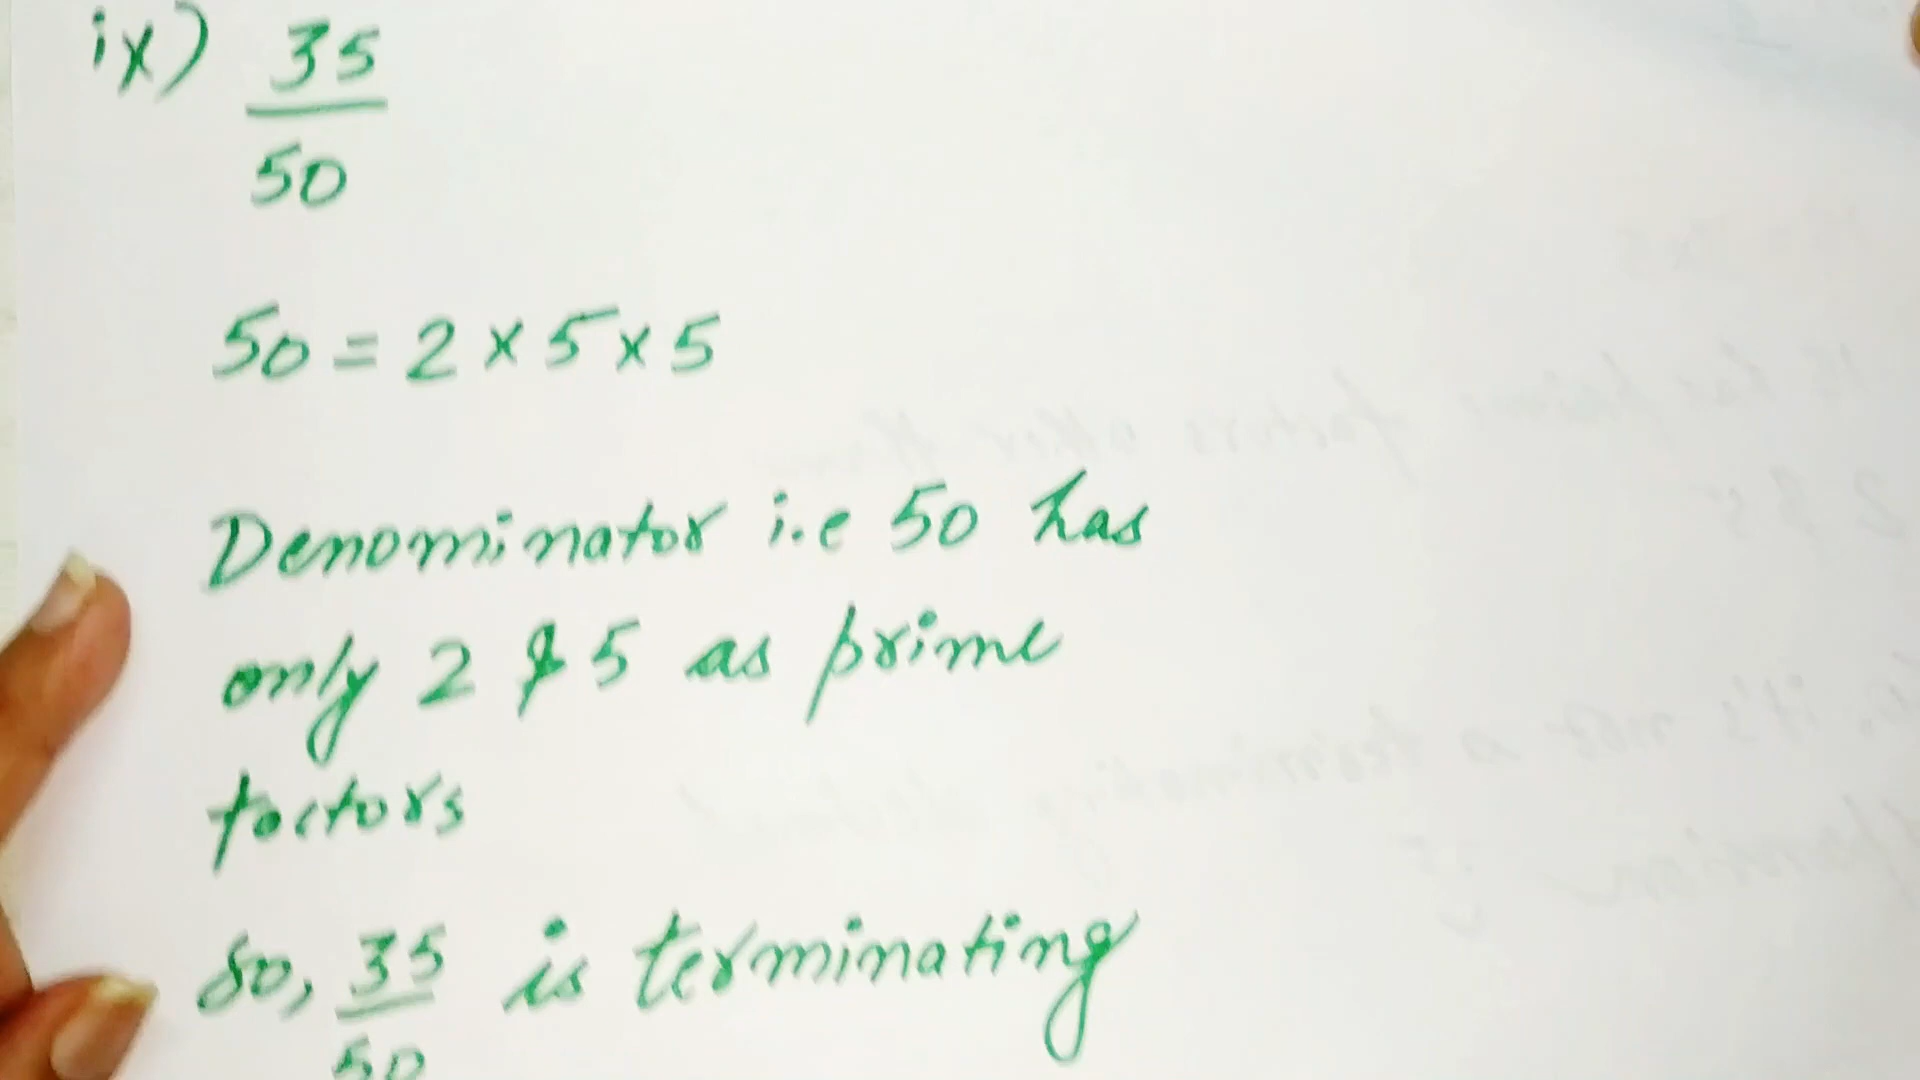 ix) 35
50
50 = 2 × 5 × 5
Denominator i.e 50 has
only 2 & 5 as prime
factors
So, 35 is terminating
50